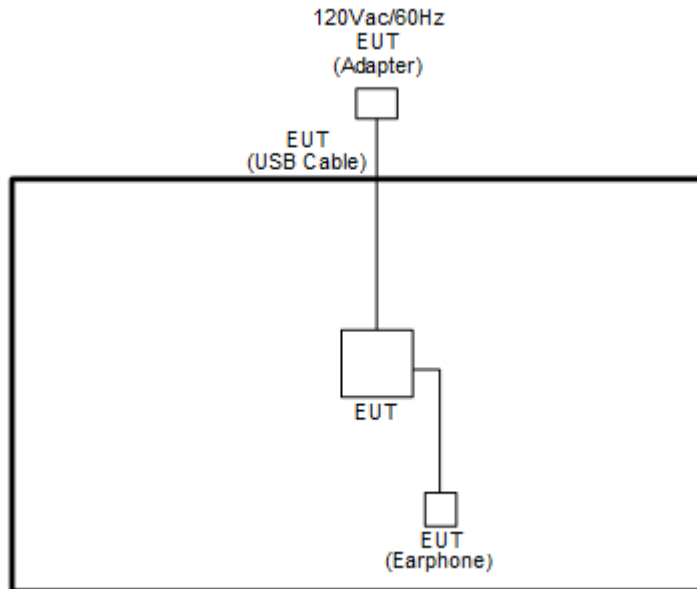 120Vac/60Hz
EUT
(Adapter)
EUT
(USB Cable)
EUT
EUT
(Earphone)